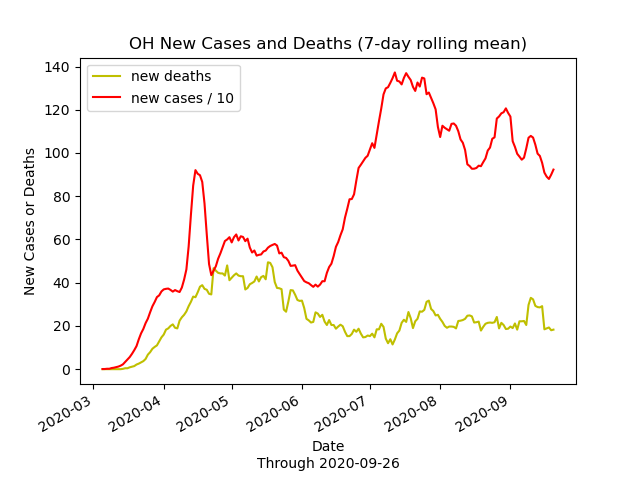 OH New Cases and Deaths (7-day rolling mean)
new deaths
new cases / 10
New Cases or Deaths
140
120
100
80
60
40
20
0
2020-03
2020-04
2020-05
2020-06
2020-07
2020-08
2020-09
Date
Through 2020-09-26